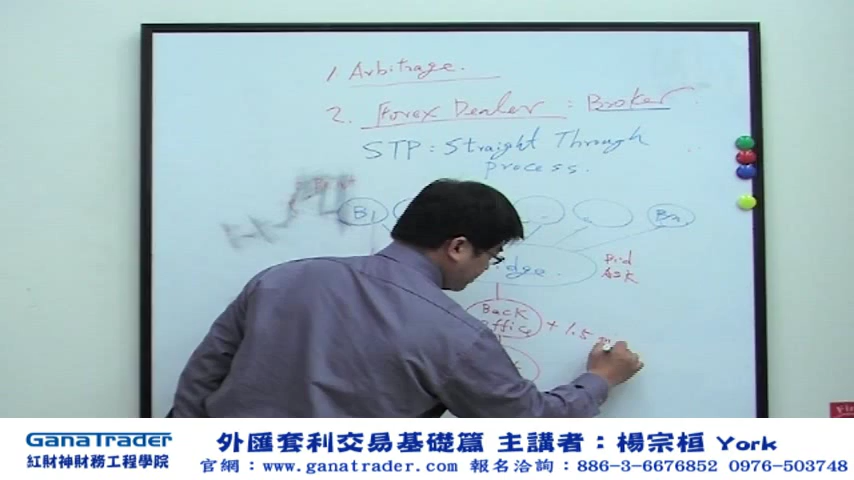 1. Arbitrage.
2. Forex Dealer : Broker
STP : Straight Through
process.
B1
Bn
Bid
Ask
Back
Office
+ 1.5
GanaTrader
紅財神財務工程學院
外匯套利交易基礎篇 主講者：楊宗桓 York
官網：www.ganatrader.com 報名洽詢：886-3-6676852 0976-503748